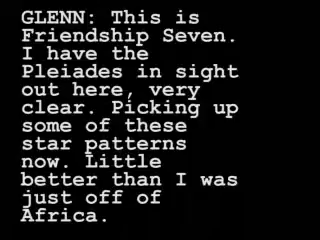 GLENN: This is
Friendship Seven.
I have the
Pleiades in sight
out here, very
clear. Picking up
some of these
star patterns
now. Little
better than I was
just off of
Africa.